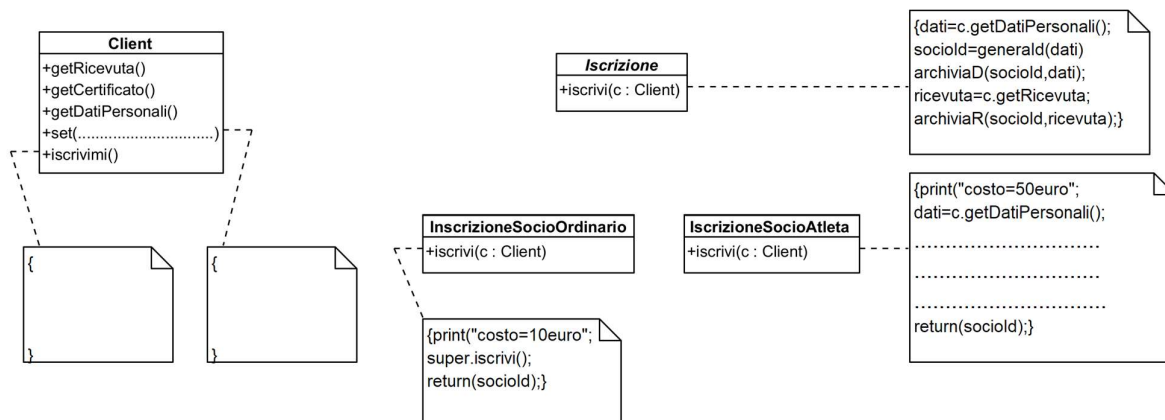 Client
+getRicevuta()
+getCertificato()
+getDatiPersonali()
+set(...............................)
+iscrivimi()
{
}
{
}
Iscrizione
+iscrivi(c : Client)
{dati=c.getDatiPersonali();
socioId=generaId(dati)
archiviaD(socioId,dati);
ricevuta=c.getRicevuta;
archiviaR(socioId,ricevuta);}
InscrizioneSocioOrdinario
+iscrivi(c : Client)
{print("costo=10euro";
super.iscrivi();
return(socioId);}
IscrizioneSocioAtleta
+iscrivi(c : Client)
{print("costo=50euro";
dati=c.getDatiPersonali();
.............................
.............................
...............................
return(socioId);}